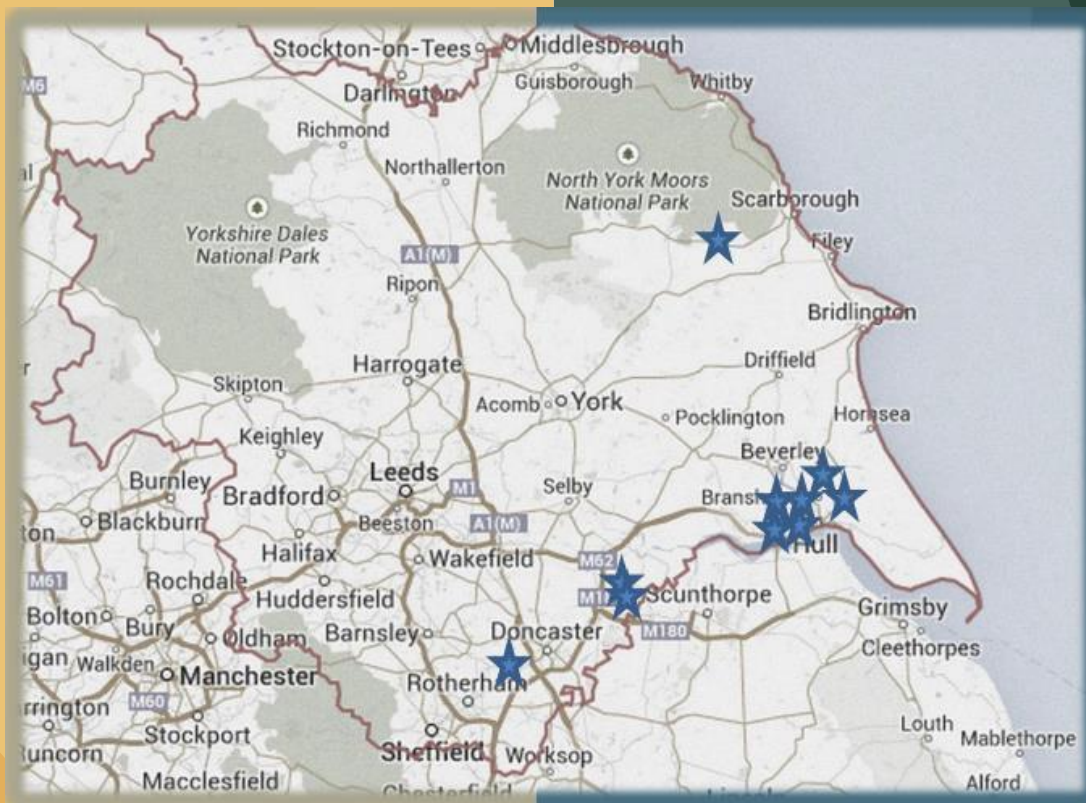 Stockton-on-Tees
Middlesbrough
Guisborough
Whitby
M6
Darlington
Richmond
Northallerton
North York Moors
National Park
Scarborough
Yorkshire Dales
National Park
A1(M)
Filey
Ripon
Bridlington
Harrogate
Driffield
Skipton
Acomb
York
Pocklington
Hornsea
Keighley
Beverley
Leeds
Burnley
Bradford
M1
Selby
Blackburn
Beeston
A1(M)
Hull
Halifax
Wakefield
M62
M61
Rochdale
Huddersfield
Scunthorpe
Grimsby
Bolton
Bury
Oldham
Barnsley
Doncaster
M180
Cleethorpes
Walkden
Manchester
Rotherham
M60
Stockport
Sheffield
Worksop
Louth
Mablethorpe
Macclesfield
Chesterfield
Alford